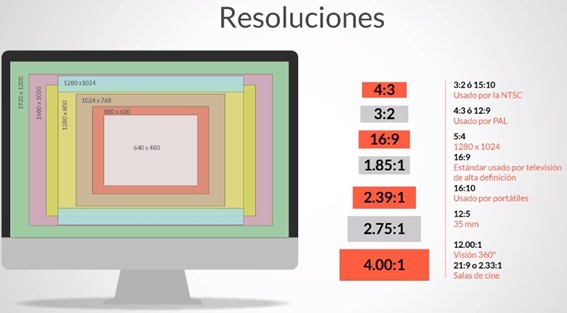 Resoluciones
1920 x 1200
1680 x 1050
1280 x1024
1280 x 800
1024 x 768
800 x 600
640 x 480
4:3
3:2
16:9
1.85:1
2.39:1
2.75:1
4.00:1
3:2 ó 15:10
Usado por la NTSC
4:3 ó 12:9
Usado por PAL
5:4
1280 x 1024
16:9
Estándar usado por televisión
de alta definición
16:10
Usado por portátiles
12:5
35 mm
12.00:1
Visión 360°
21:9 o 2.33:1
Salas de cine